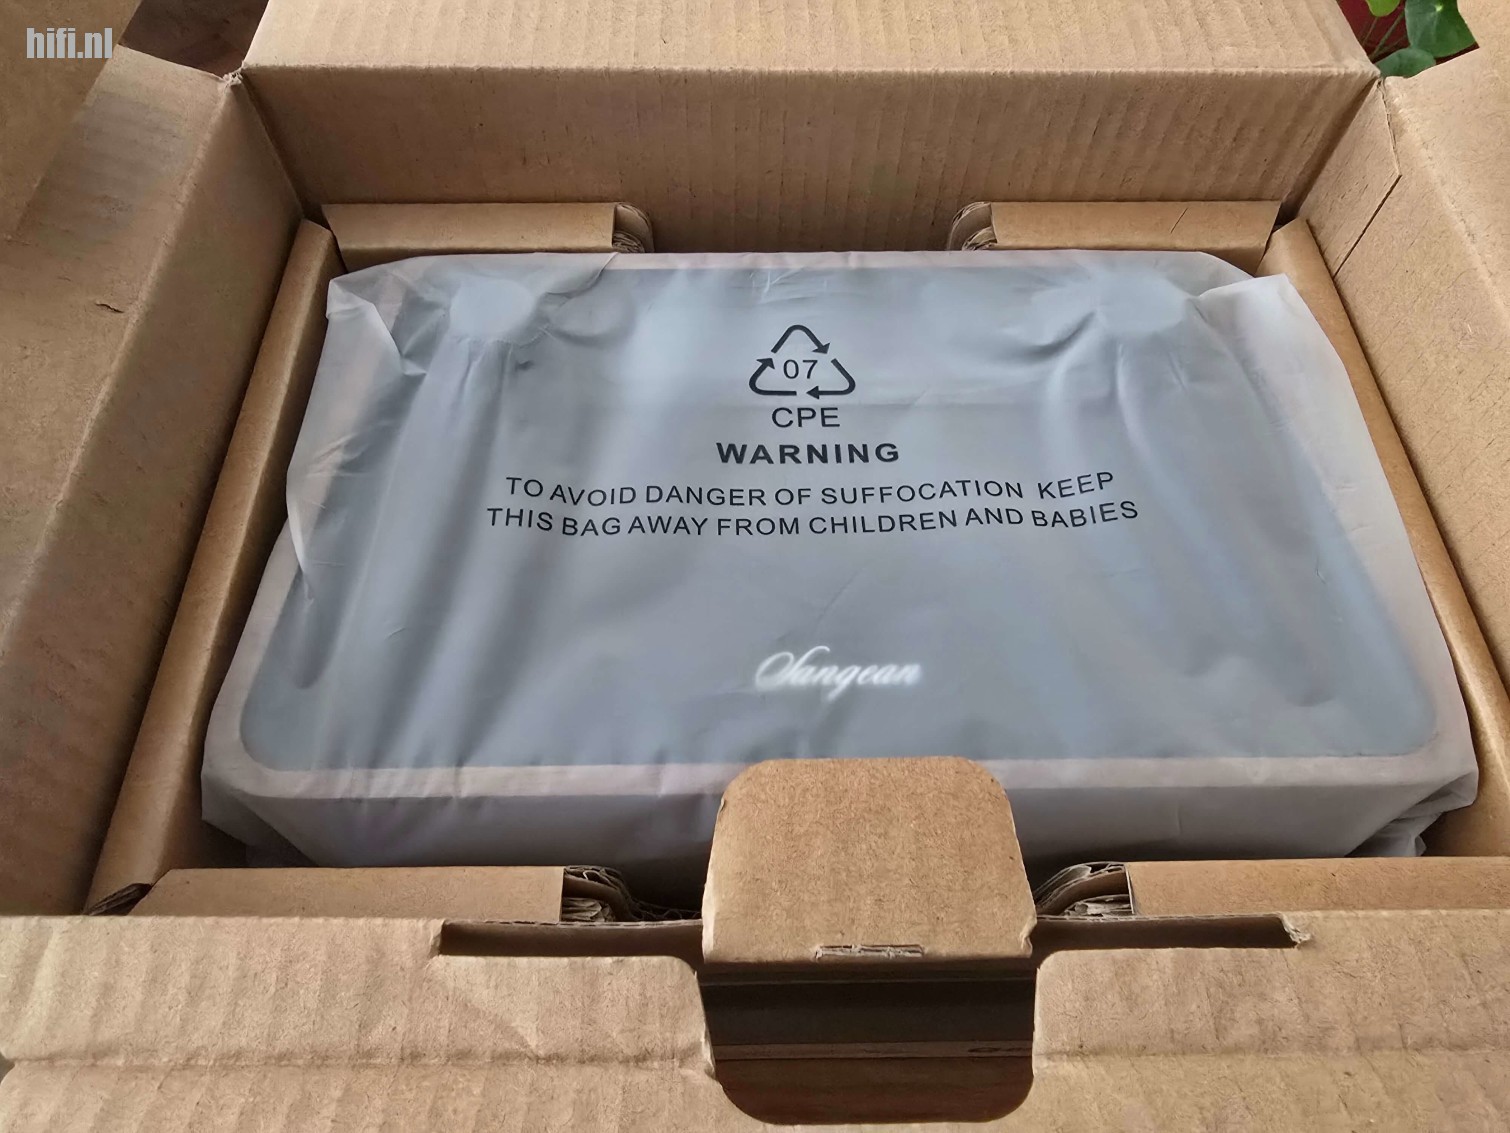 hifi.nl
07
CPE
WARNING
TO AVOID DANGER OF SUFFOCATION KEEP
THIS BAG AWAY FROM CHILDREN AND BABIES
Sangean